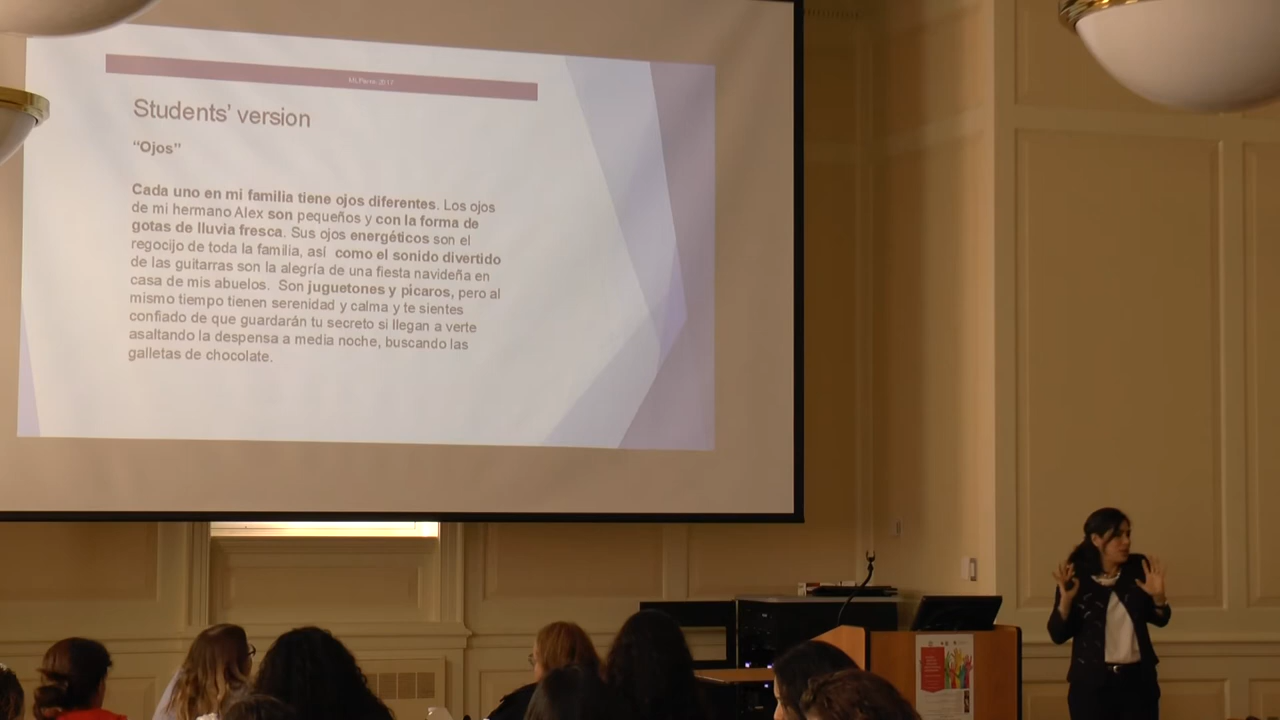 Students’ version
“Ojos”
Cada uno en mi familia tiene ojos diferentes. Los ojos
de mi hermano Alex son pequeños y con la forma de
gotas de lluvia fresca. Sus ojos energéticos son el
regocijo de toda la familia, así como el sonido divertido
de las guitarras son la alegría de una fiesta navideña en
casa de mis abuelos. Son juguetones y picaros, pero al
mismo tiempo tienen serenidad y calma y te sientes
confiado de que guardarán tu secreto si llegan a verte
asaltando la despensa a media noche, buscando las
galletas de chocolate.